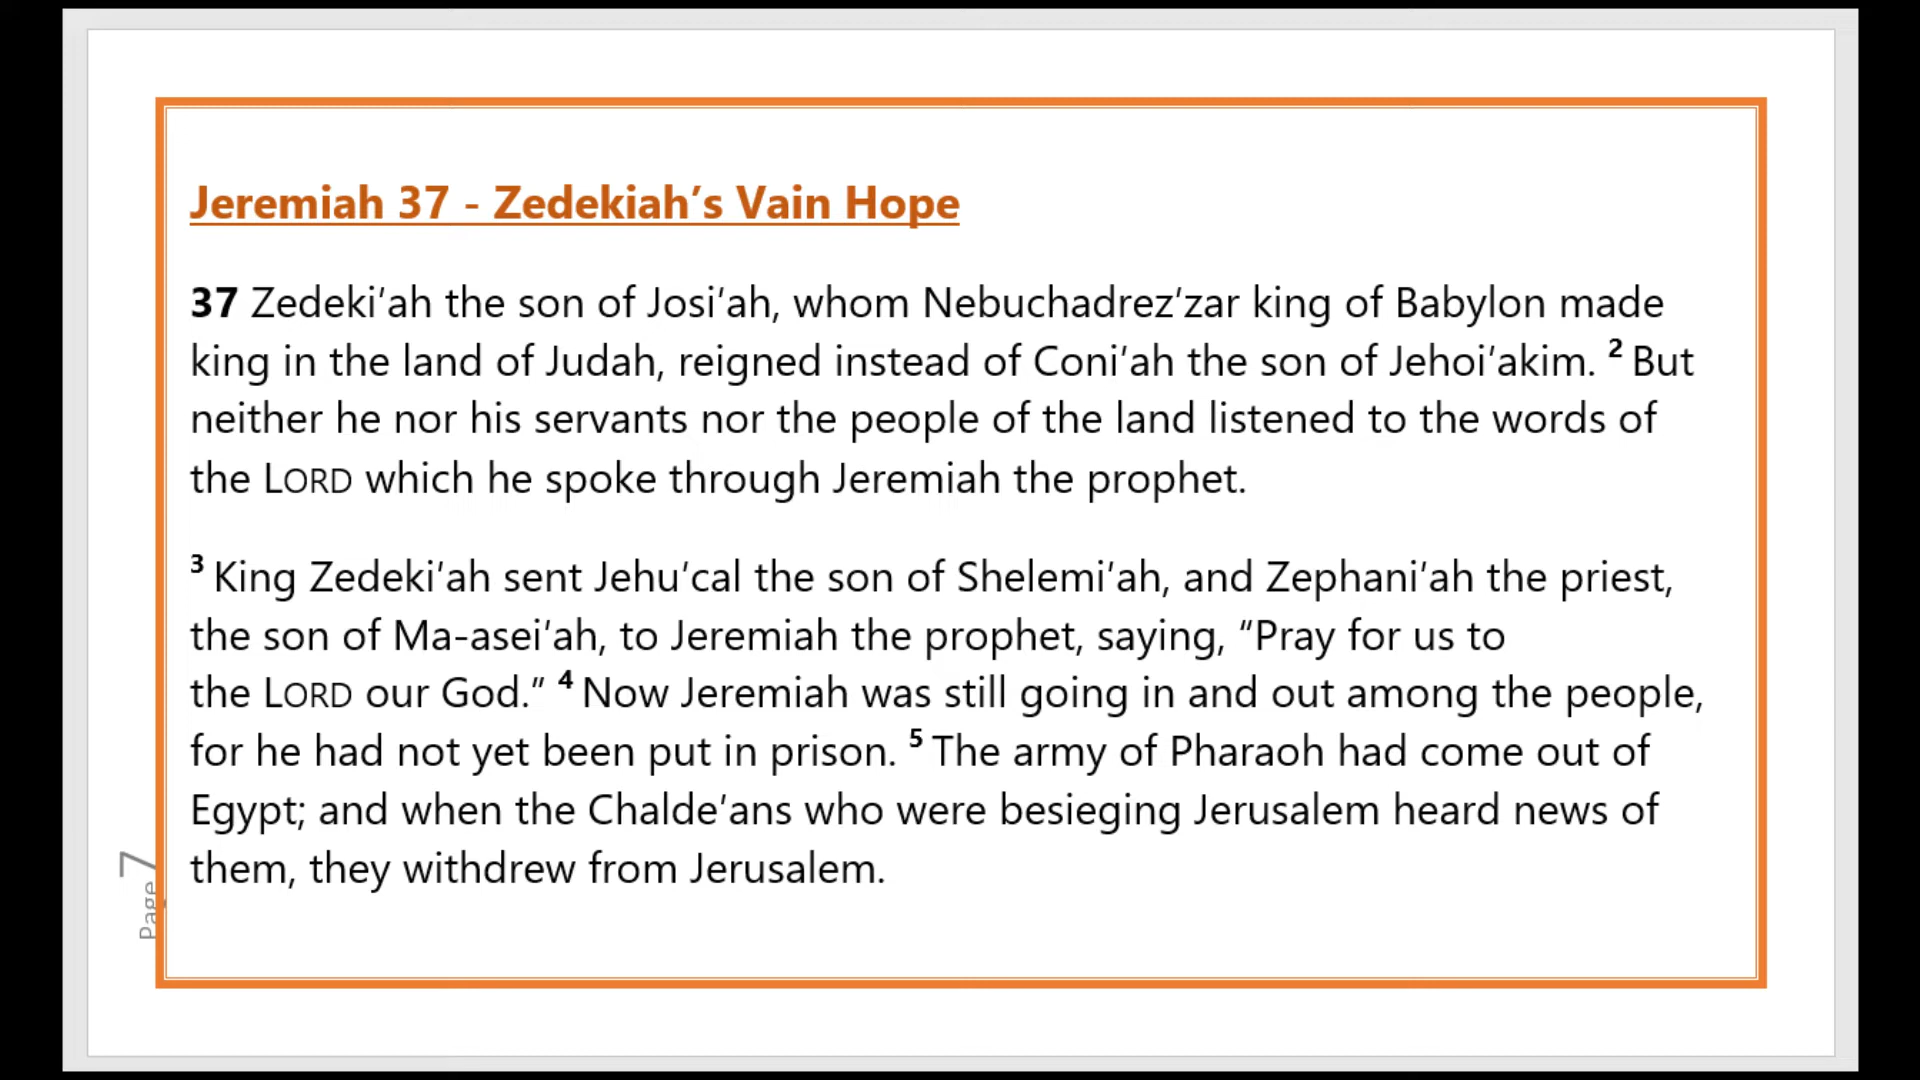 Jeremiah 37 - Zedekiah’s Vain Hope
37 Zedeki′ah the son of Josi′ah, whom Nebuchadrez′zar king of Babylon made
king in the land of Judah, reigned instead of Coni′ah the son of Jehoi′akim. 2 But
neither he nor his servants nor the people of the land listened to the words of
the LORD which he spoke through Jeremiah the prophet.
3 King Zedeki′ah sent Jehu′cal the son of Shelemi′ah, and Zephani′ah the priest,
the son of Ma-asei′ah, to Jeremiah the prophet, saying, “Pray for us to
the LORD our God.” 4 Now Jeremiah was still going in and out among the people,
for he had not yet been put in prison. 5 The army of Pharaoh had come out of
Egypt; and when the Chalde′ans who were besieging Jerusalem heard news of
them, they withdrew from Jerusalem.
Page 7